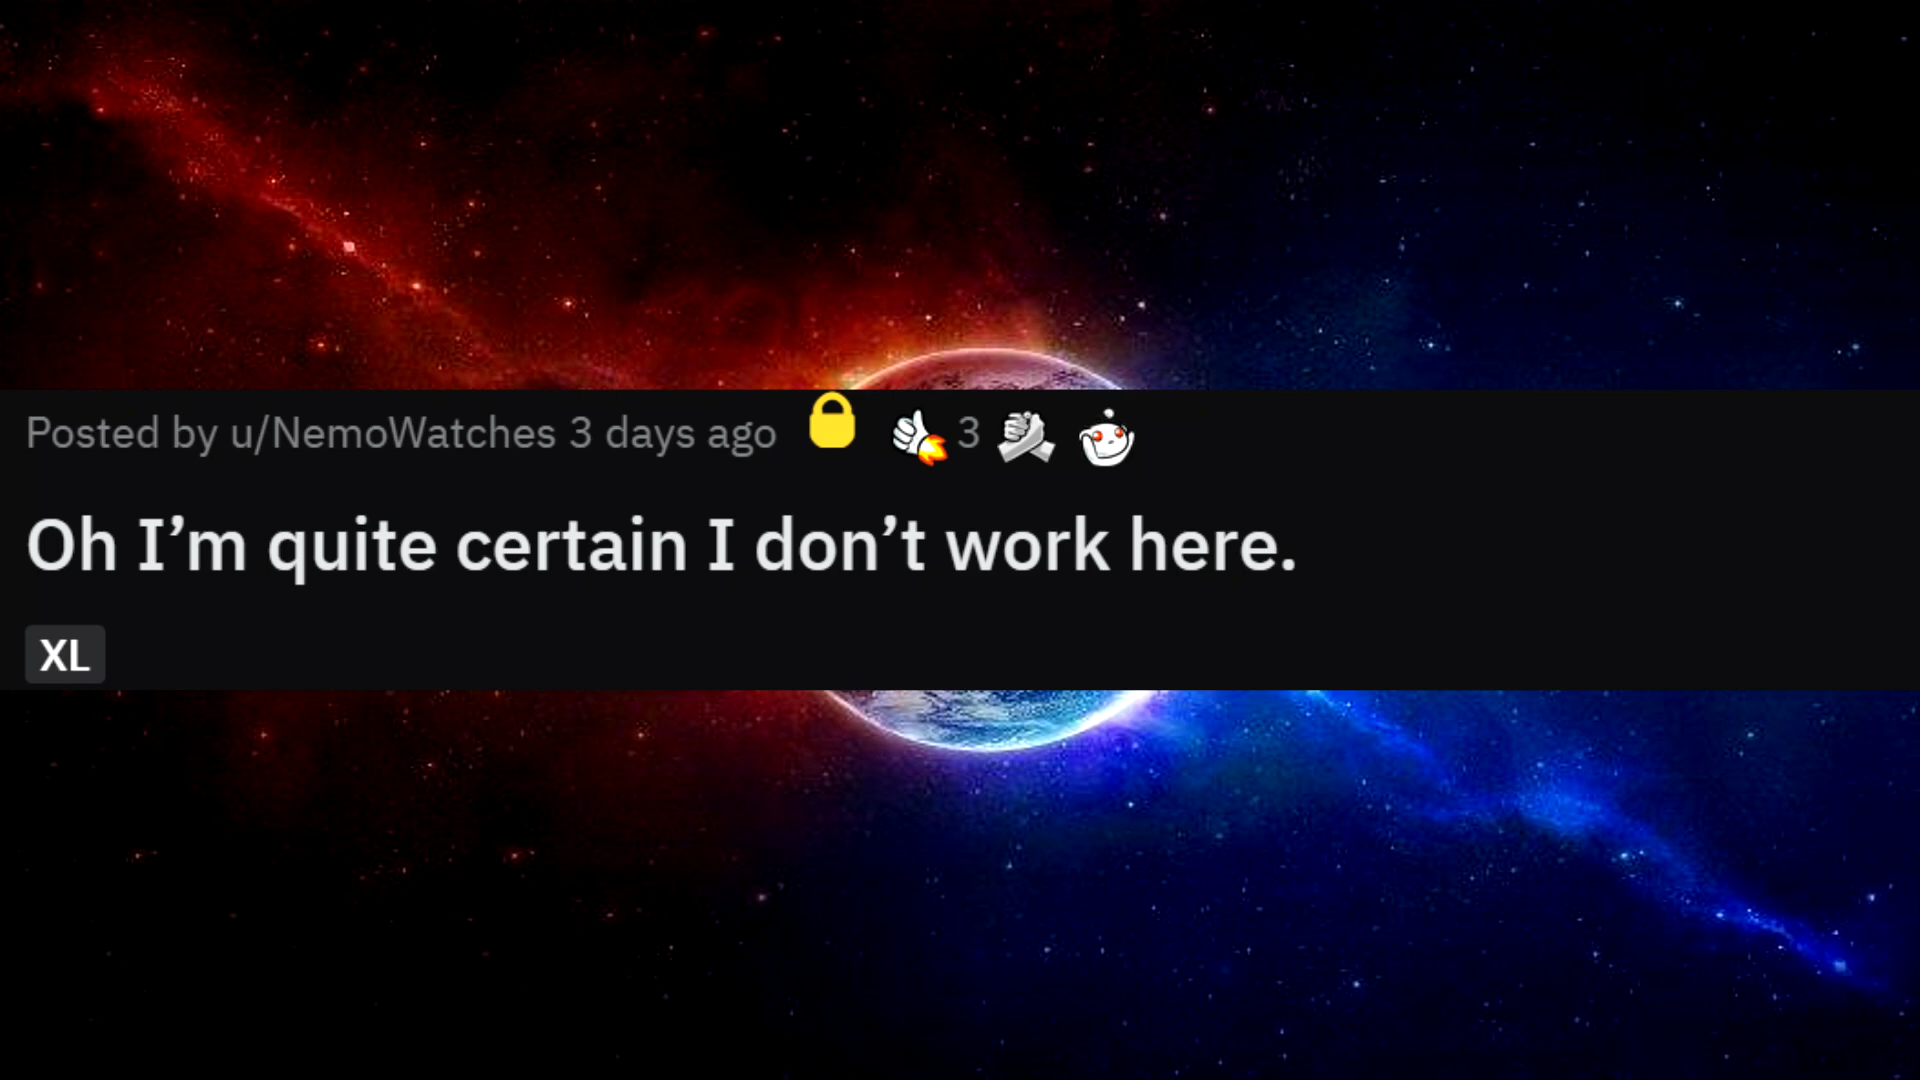 Posted by u/NemoWatches 3 days ago 3
Oh I’m quite certain I don’t work here.
XL